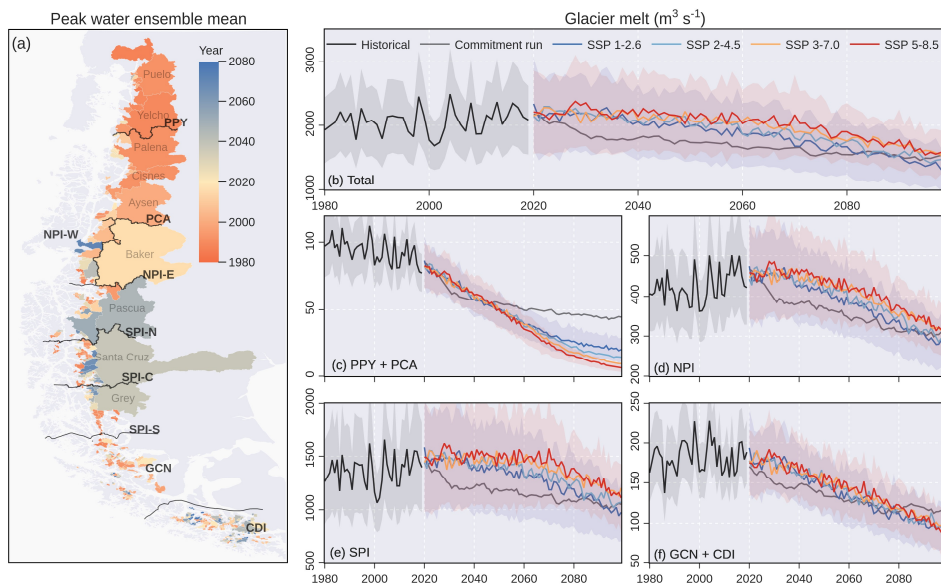 Peak water ensemble mean
(a)
Year
2080
2060
2040
2020
2000
1980
Puelo
Yelcho
PPY
Palena
Cisnes
Aysen
PCA
NPI-W
Baker
NPI-E
Pascua
SPI-N
Santa Cruz
SPI-C
Grey
SPI-S
GCN
CDI
Glacier melt (m³ s⁻¹)
Historical
Commitment run
SSP 1-2.6
SSP 2-4.5
SSP 3-7.0
SSP 5-8.5
3000
2000
1000
(b) Total
1980 2000 2020 2040 2060 2080
100
50
0
(c) PPY + PCA
500
400
300
200
(d) NPI
2000
1500
1000
500
(e) SPI
1980 2000 2020 2040 2060 2080
250
200
150
100
50
(f) GCN + CDI
1980 2000 2020 2040 2060 2080